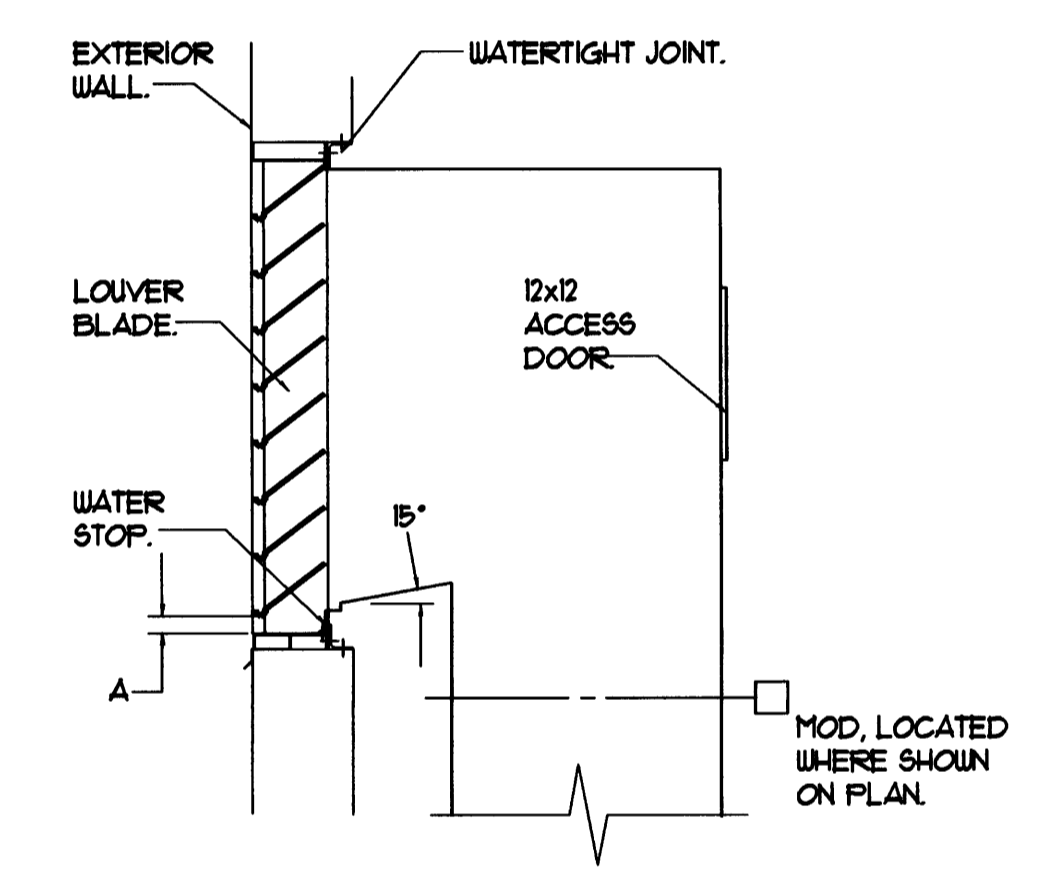 EXTERIOR
WALL.
WATERTIGHT JOINT.
LOUVER
BLADE.
12x12
ACCESS
DOOR.
WATER
STOP.
15°
A
MOD, LOCATED
WHERE SHOWN
ON PLAN.